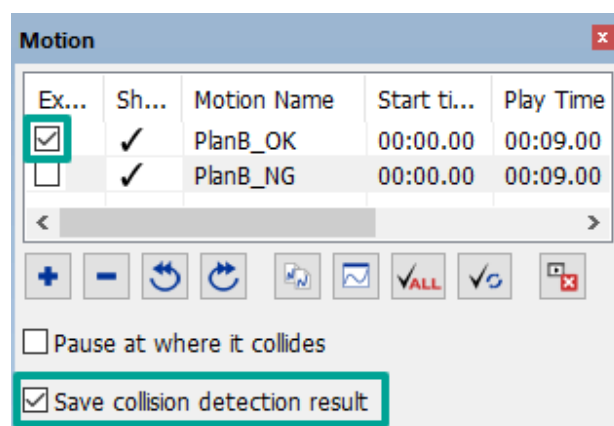 Motion
Ex... Sh... Motion Name Start ti... Play Time
PlanB_OK 00:00.00 00:09.00
PlanB_NG 00:00.00 00:09.00
ALL
Pause at where it collides
Save collision detection result